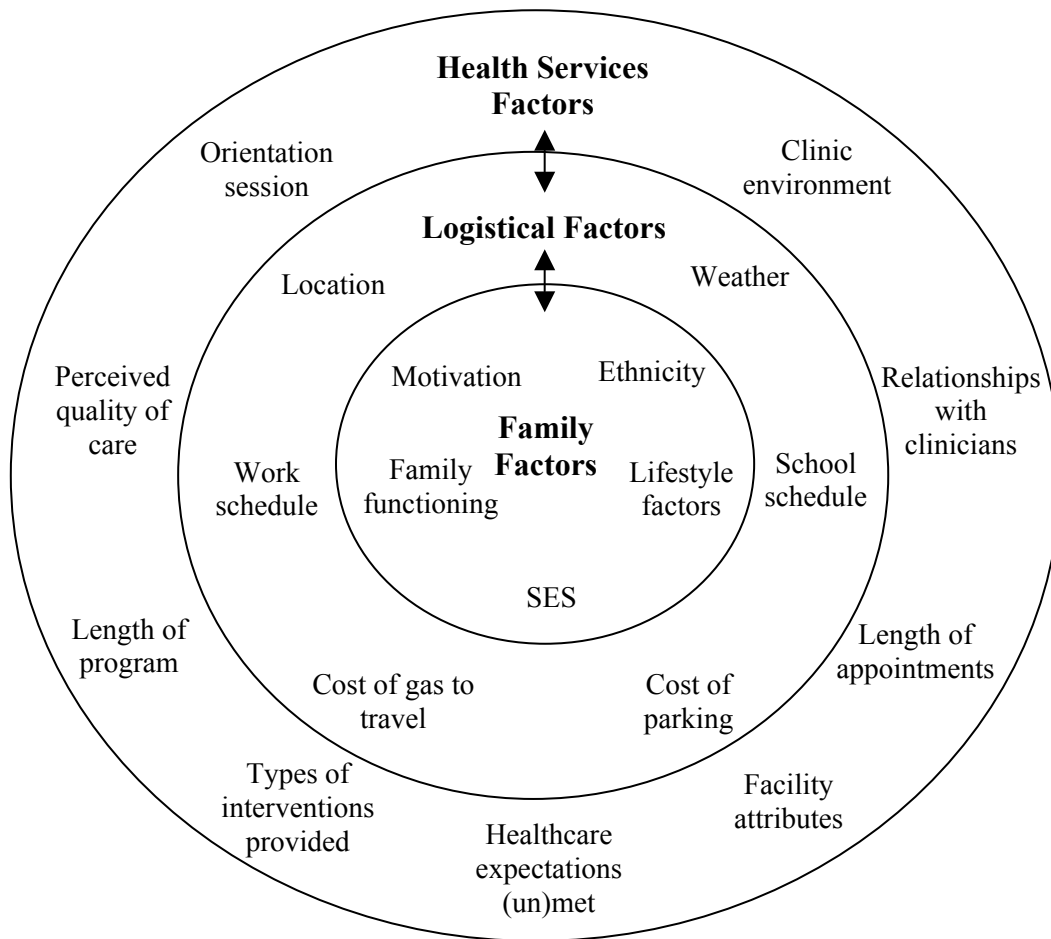 Health Services
Factors
Orientation
session
Clinic
environment
Logistical Factors
Location
Weather
Perceived
quality of
care
Motivation
Ethnicity
Relationships
with
clinicians
Family
Factors
Work
schedule
Family
functioning
Lifestyle
factors
School
schedule
SES
Length of
program
Length of
appointments
Cost of gas to
travel
Cost of
parking
Types of
interventions
provided
Healthcare
expectations
(un)met
Facility
attributes